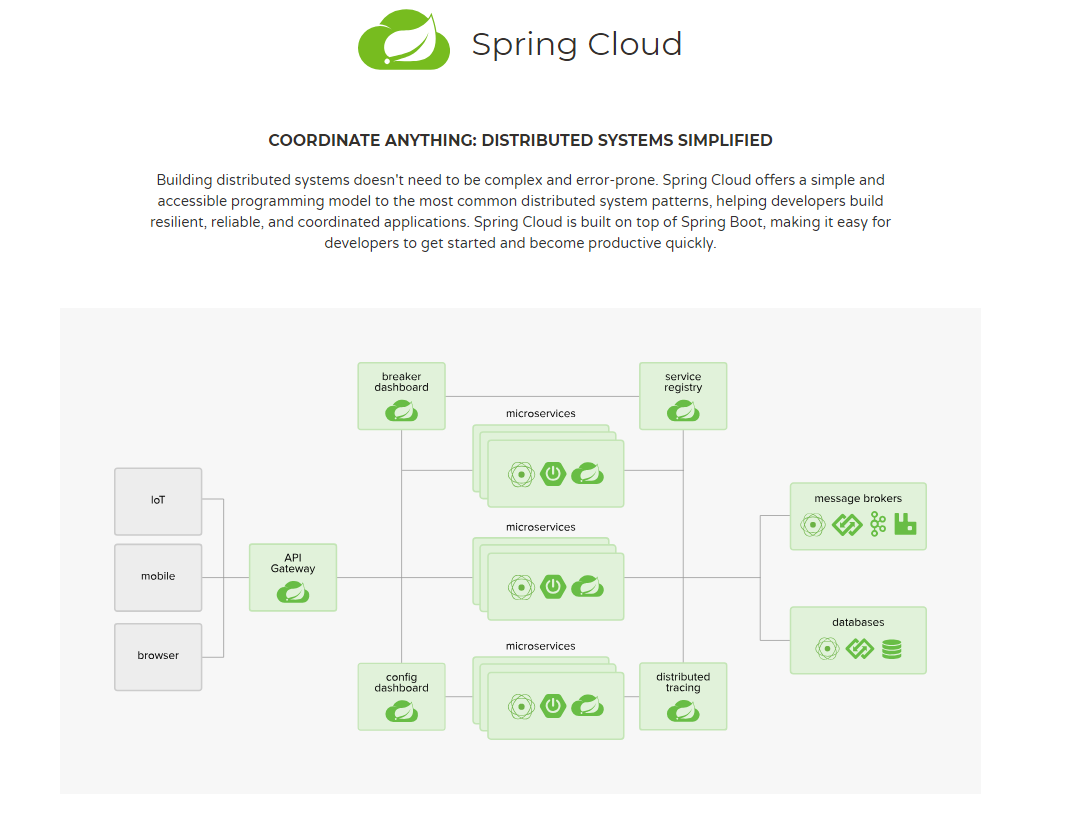 Spring Cloud
COORDINATE ANYTHING: DISTRIBUTED SYSTEMS SIMPLIFIED
Building distributed systems doesn't need to be complex and error-prone. Spring Cloud offers a simple and
accessible programming model to the most common distributed system patterns, helping developers build
resilient, reliable, and coordinated applications. Spring Cloud is built on top of Spring Boot, making it easy for
developers to get started and become productive quickly.
breaker
dashboard
service
registry
microservices
IoT
mobile
browser
API
Gateway
microservices
message brokers
databases
microservices
config
dashboard
distributed
tracing